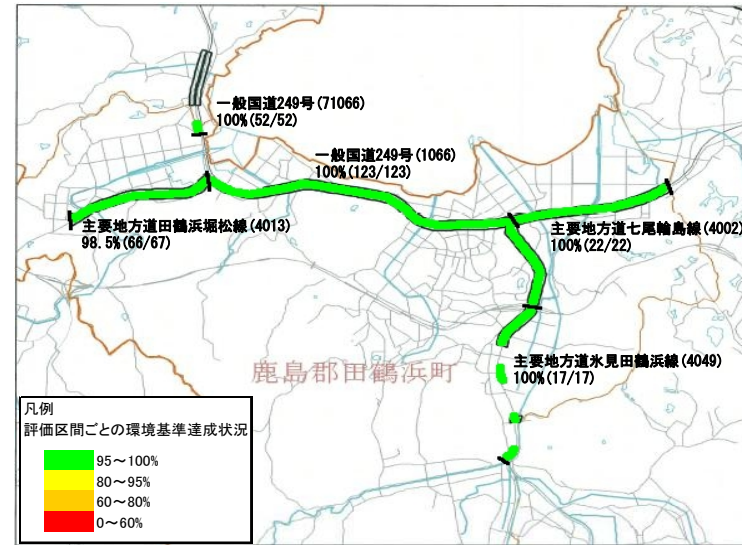 一般国道249号(71066)
100%(52/52)
一般国道249号(1066)
100%(123/123)
主要地方道田鶴浜堀松線(4013)
98.5%(66/67)
主要地方道七尾輪島線(4002)
100%(22/22)
主要地方道氷見田鶴浜線(4049)
100%(17/17)
鹿島郡田鶴浜町
凡例
評価区間ごとの環境基準達成状況
95～100%
80～95%
60～80%
0～60%